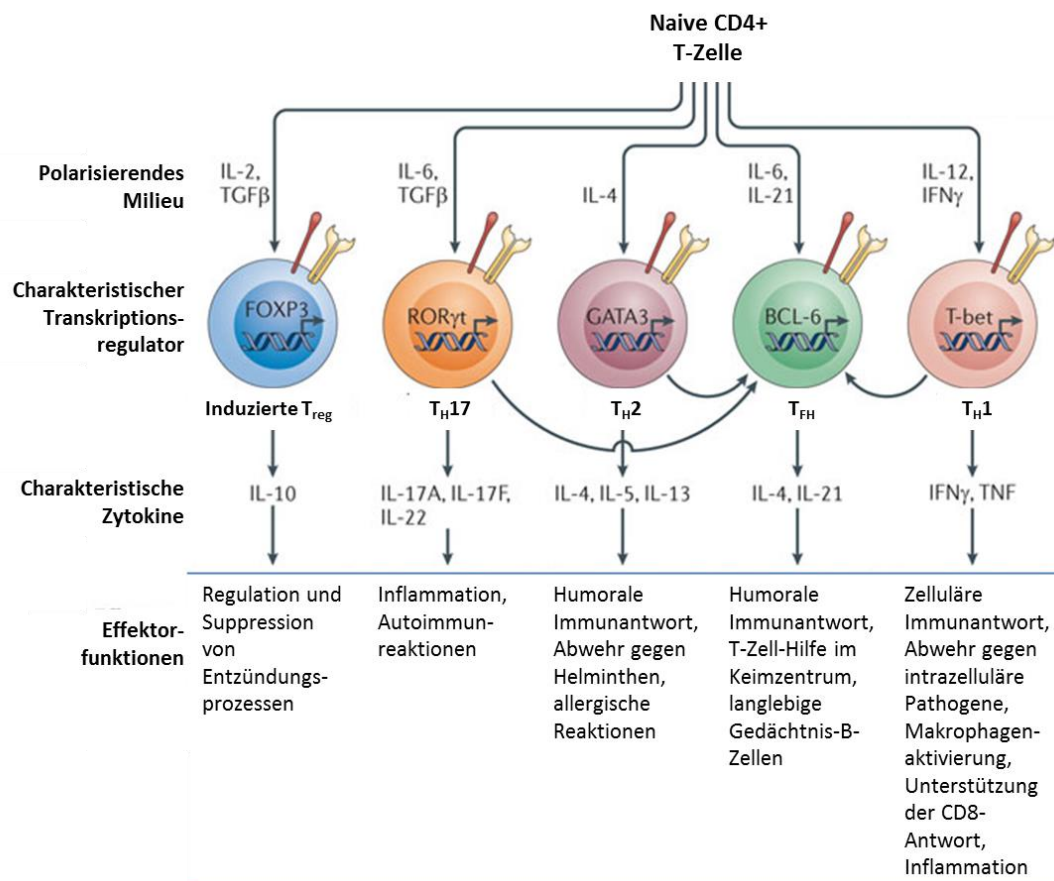 Naive CD4+
T-Zelle
Polarisierendes
Milieu
IL-2,
TGFβ
IL-6,
TGFβ
IL-4
IL-6,
IL-21
IL-12,
IFNγ
Charakteristischer
Transkriptions-
regulator
FOXP3
RORγt
GATA3
BCL-6
T-bet
Induzierte Treg
TH17
TH2
TFH
TH1
Charakteristische
Zytokine
IL-10
IL-17A, IL-17F,
IL-22
IL-4, IL-5, IL-13
IL-4, IL-21
IFNγ, TNF
Effektor-
funktionen
Regulation und
Suppression
von
Entzündungs-
prozessen
Inflammation,
Autoimmun-
reaktionen
Humorale
Immunantwort,
Abwehr gegen
Helminthen,
allergische
Reaktionen
Humorale
Immunantwort,
T-Zell-Hilfe im
Keimzentrum,
langlebige
Gedächtnis-B-
Zellen
Zelluläre
Immunantwort,
Abwehr gegen
intrazelluläre
Pathogene,
Makrophagen-
aktivierung,
Unterstützung
der CD8-
Antwort,
Inflammation